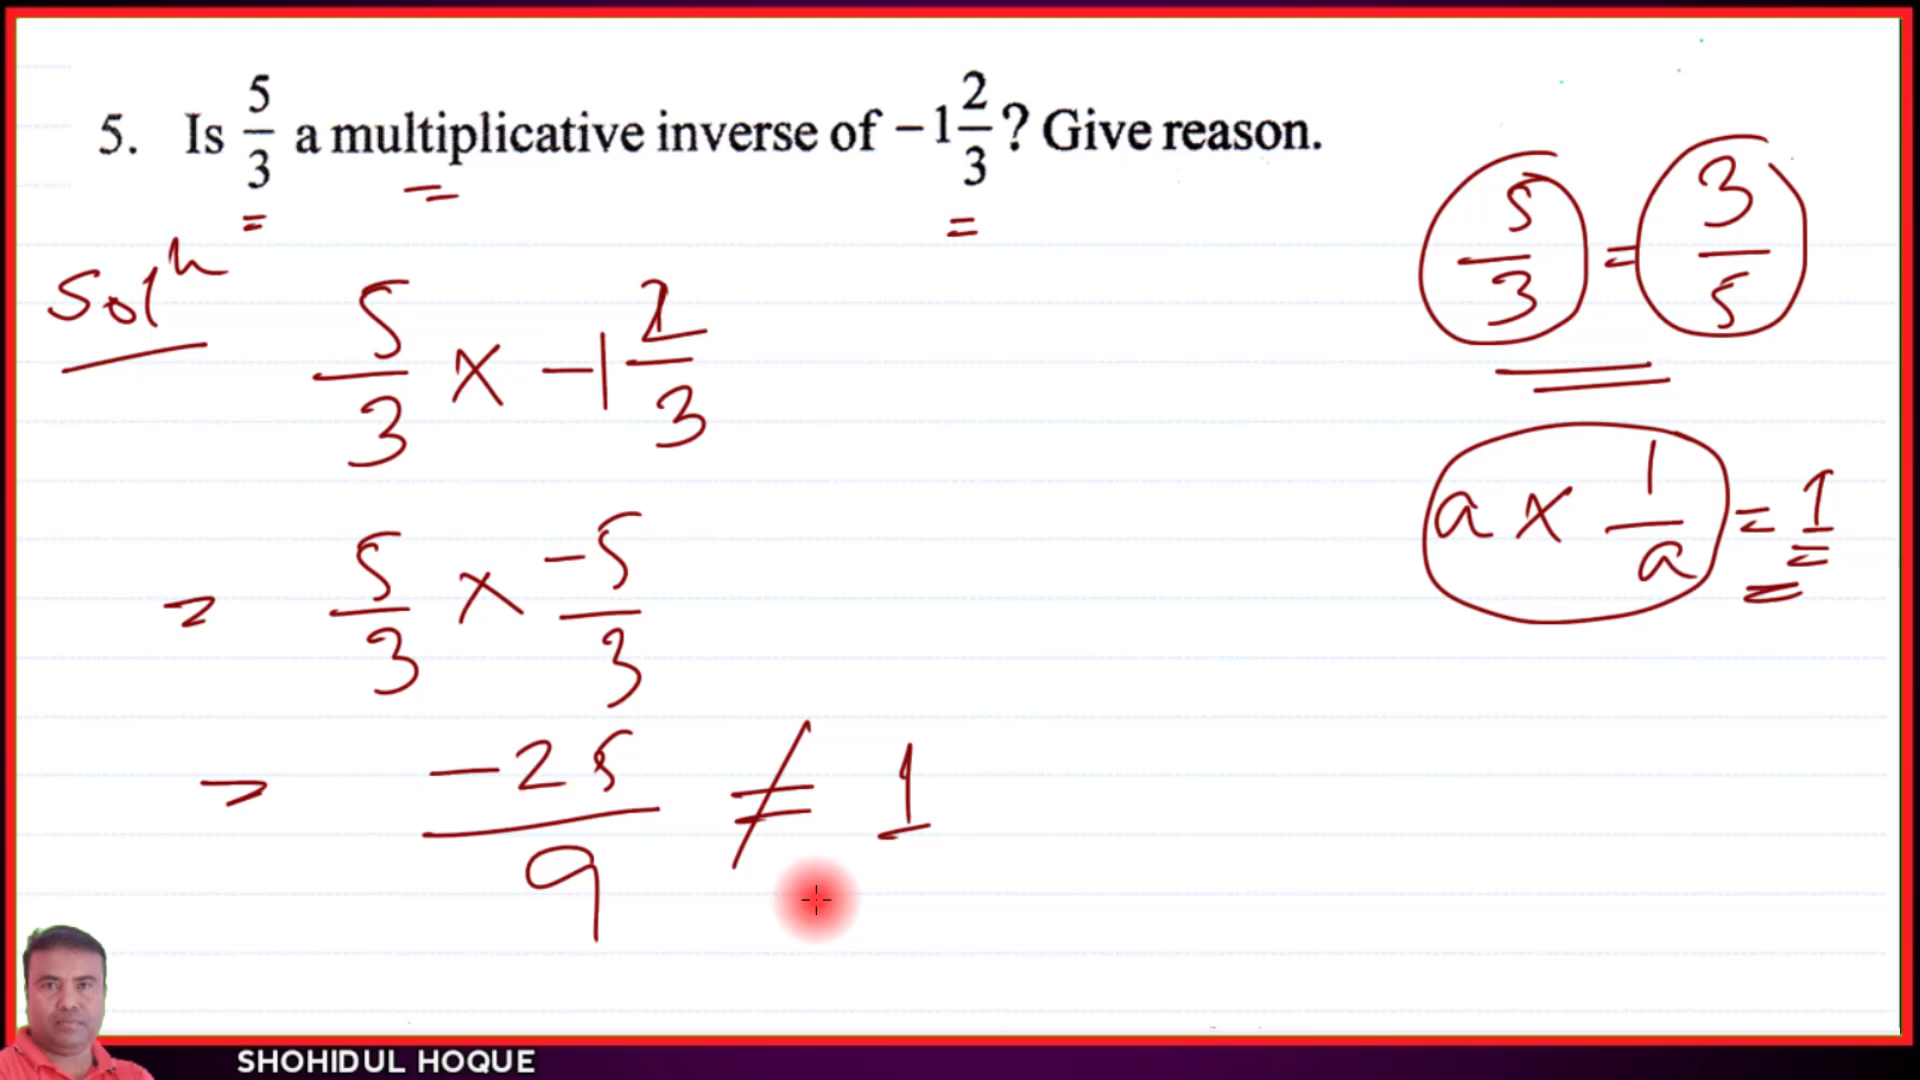 5. Is 5/3 a multiplicative inverse of −1 2/3? Give reason.
Solⁿ
5/3 × −1 2/3
= 5/3 × −5/3
= −25/9 ≠ 1
5/3 = 3/5
a × 1/a = 1
SHOHIDUL HOQUE